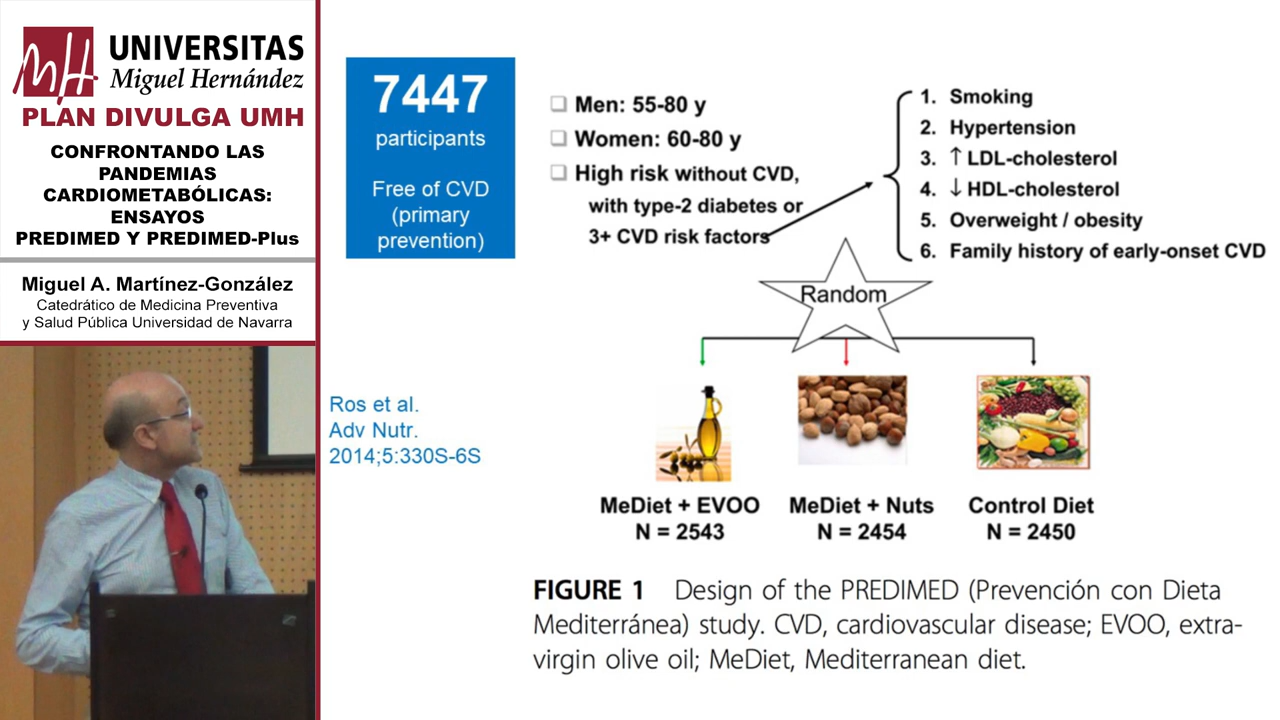 UNIVERSITAS
Miguel Hernández
PLAN DIVULGA UMH
CONFRONTANDO LAS
PANDEMIAS
CARDIOMETABÓLICAS:
ENSAYOS
PREDIMED Y PREDIMED-Plus
Miguel A. Martínez-González
Catedrático de Medicina Preventiva
y Salud Pública Universidad de Navarra
7447
participants
Free of CVD
(primary
prevention)
❑ Men: 55-80 y
❑ Women: 60-80 y
❑ High risk without CVD,
with type-2 diabetes or
3+ CVD risk factors
1. Smoking
2. Hypertension
3. ↑ LDL-cholesterol
4. ↓ HDL-cholesterol
5. Overweight / obesity
6. Family history of early-onset CVD
Random
Ros et al.
Adv Nutr.
2014;5:330S-6S
MeDiet + EVOO
N = 2543
MeDiet + Nuts
N = 2454
Control Diet
N = 2450
FIGURE 1 Design of the PREDIMED (Prevención con Dieta
Mediterránea) study. CVD, cardiovascular disease; EVOO, extra-
virgin olive oil; MeDiet, Mediterranean diet.